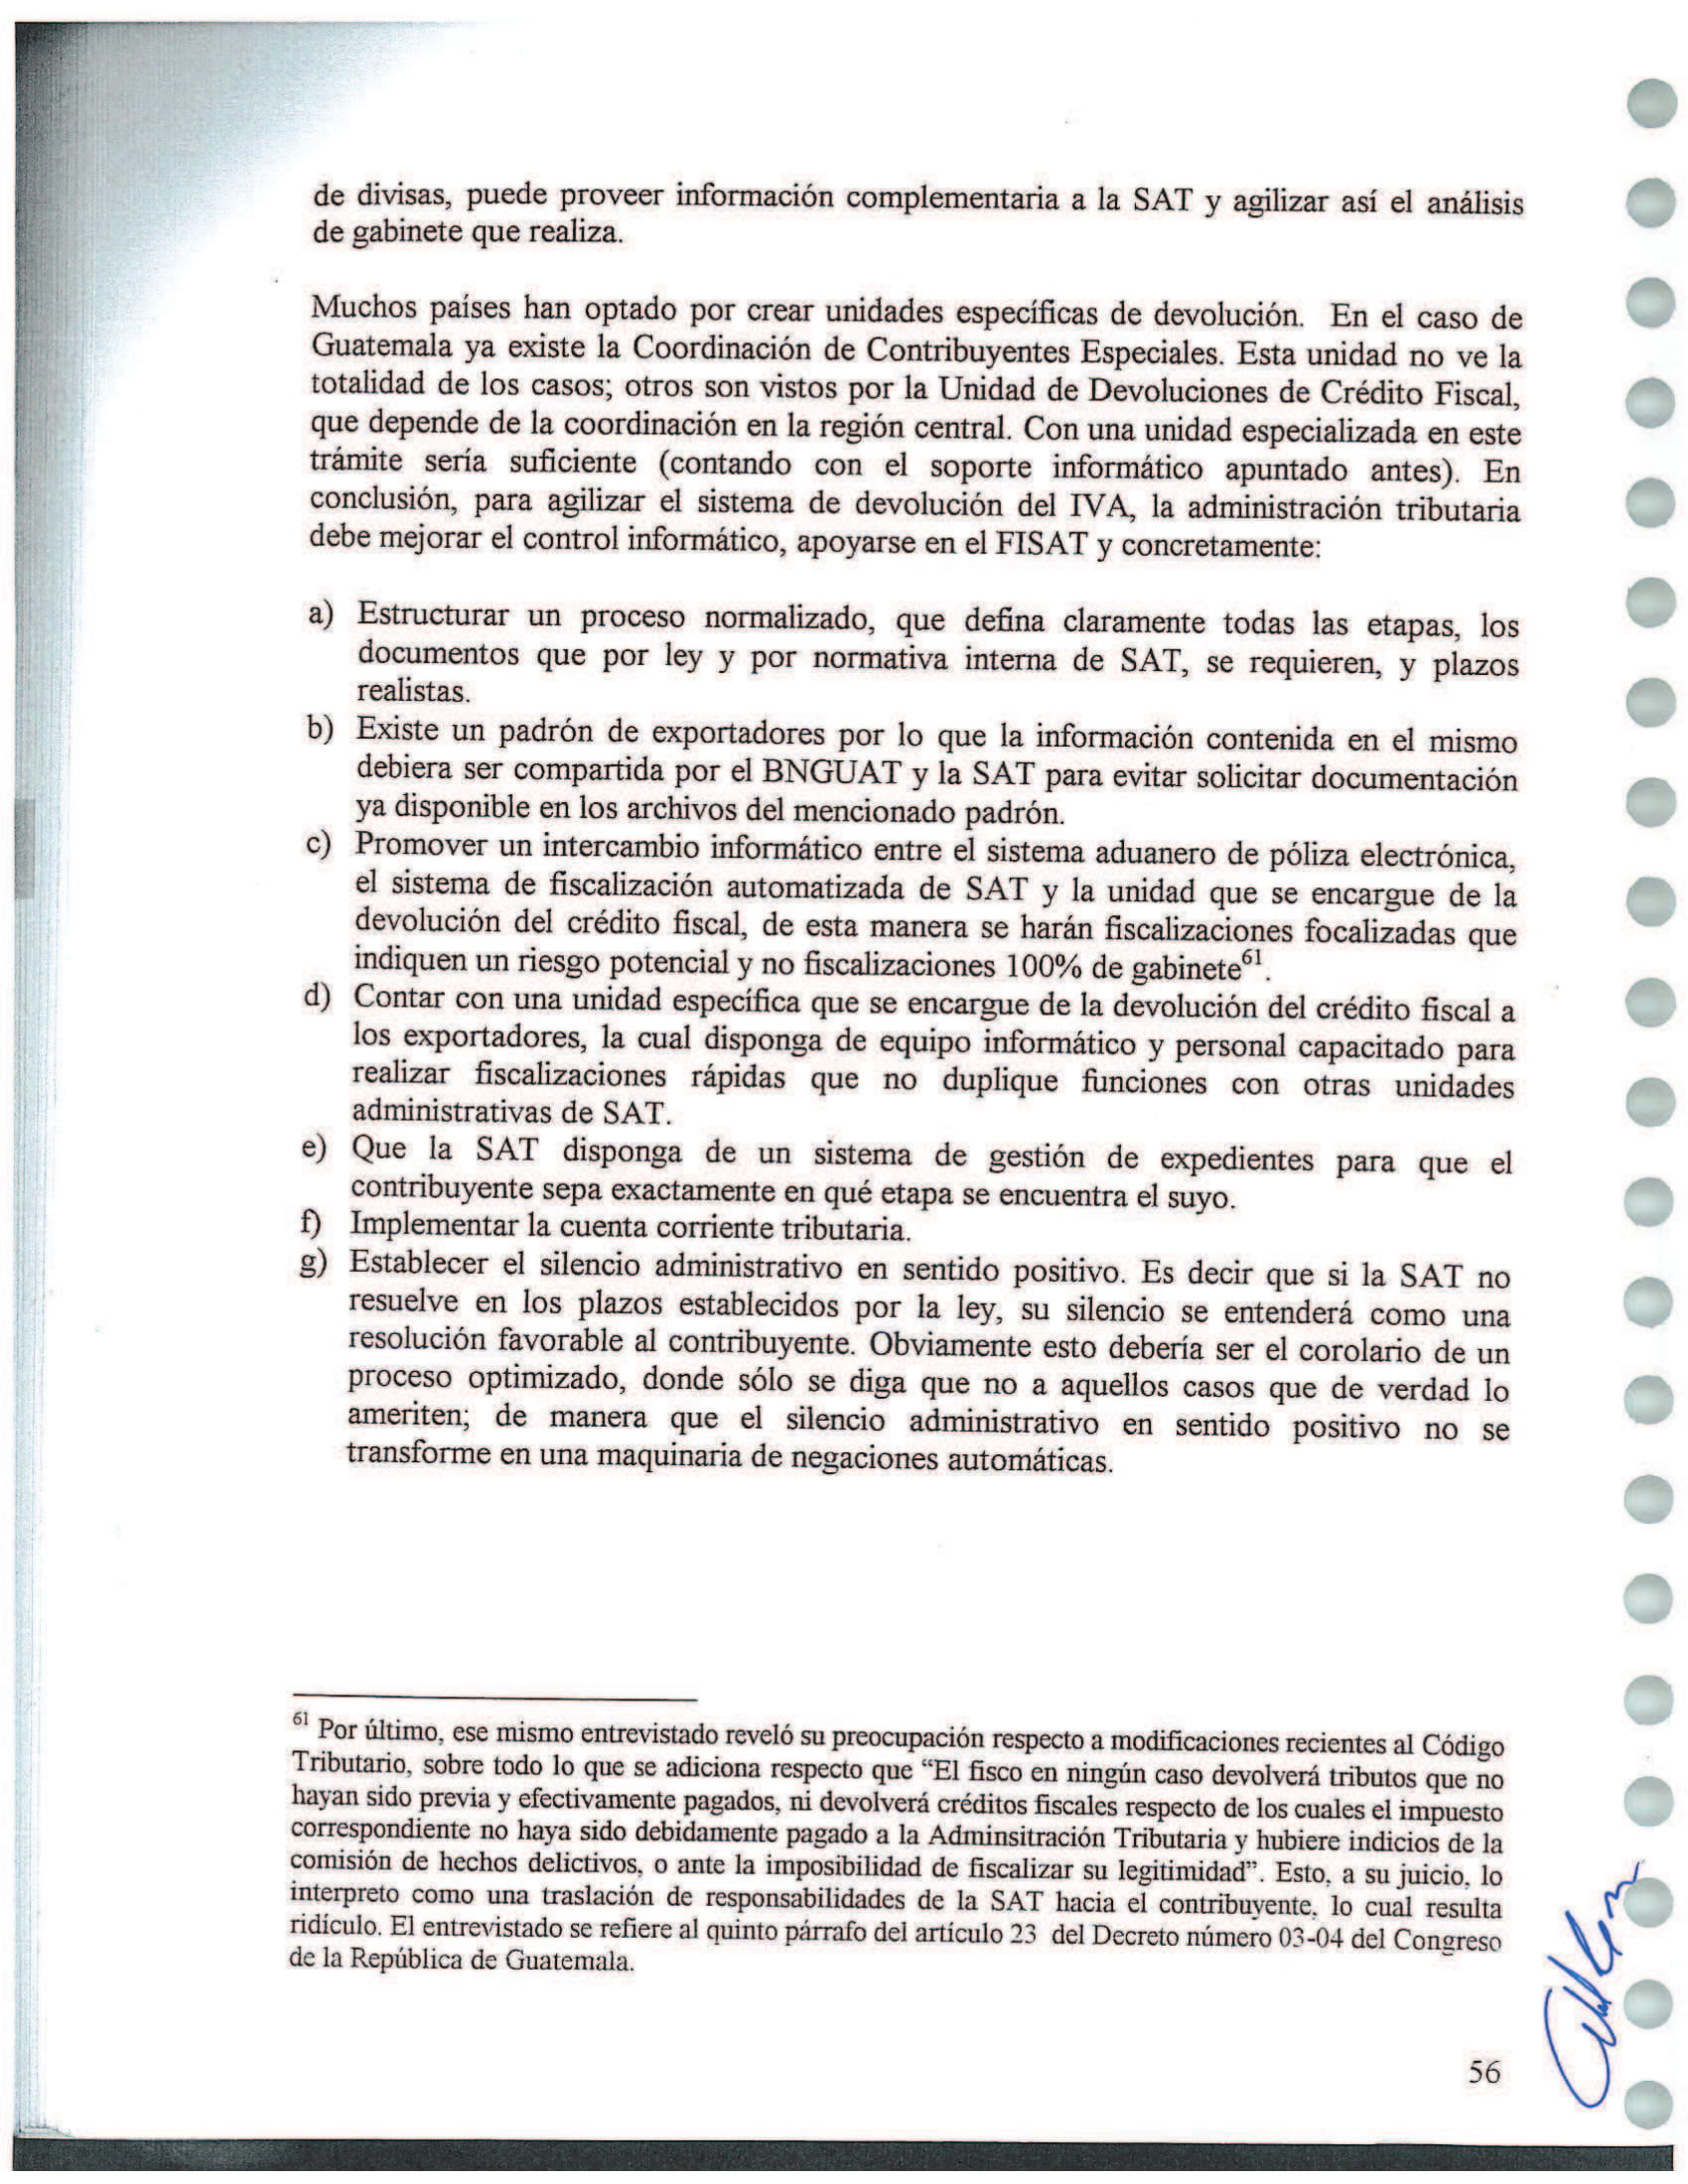 de divisas, puede proveer información complementaria a la SAT y agilizar así el análisis
de gabinete que realiza.
Muchos países han optado por crear unidades específicas de devolución. En el caso de
Guatemala ya existe la Coordinación de Contribuyentes Especiales. Esta unidad no ve la
totalidad de los casos; otros son vistos por la Unidad de Devoluciones de Crédito Fiscal,
que depende de la coordinación en la región central. Con una unidad especializada en este
trámite sería suficiente (contando con el soporte informático apuntado antes). En
conclusión, para agilizar el sistema de devolución del IVA, la administración tributaria
debe mejorar el control informático, apoyarse en el FISAT y concretamente:
a) Estructurar un proceso normalizado, que defina claramente todas las etapas, los
documentos que por ley y por normativa interna de SAT, se requieren, y plazos
realistas.
b) Existe un padrón de exportadores por lo que la información contenida en el mismo
debiera ser compartida por el BNGUAT y la SAT para evitar solicitar documentación
ya disponible en los archivos del mencionado padrón.
c) Promover un intercambio informático entre el sistema aduanero de póliza electrónica,
el sistema de fiscalización automatizada de SAT y la unidad que se encargue de la
devolución del crédito fiscal, de esta manera se harán fiscalizaciones focalizadas que
indiquen un riesgo potencial y no fiscalizaciones 100% de gabinete61.
d) Contar con una unidad específica que se encargue de la devolución del crédito fiscal a
los exportadores, la cual disponga de equipo informático y personal capacitado para
realizar fiscalizaciones rápidas que no duplique funciones con otras unidades
administrativas de SAT.
e) Que la SAT disponga de un sistema de gestión de expedientes para que el
contribuyente sepa exactamente en qué etapa se encuentra el suyo.
f) Implementar la cuenta corriente tributaria.
g) Establecer el silencio administrativo en sentido positivo. Es decir que si la SAT no
resuelve en los plazos establecidos por la ley, su silencio se entenderá como una
resolución favorable al contribuyente. Obviamente esto debería ser el corolario de un
proceso optimizado, donde sólo se diga que no a aquellos casos que de verdad lo
ameriten; de manera que el silencio administrativo en sentido positivo no se
transforme en una maquinaria de negaciones automáticas.
61 Por último, ese mismo entrevistado reveló su preocupación respecto a modificaciones recientes al Código
Tributario, sobre todo lo que se adiciona respecto que “El fisco en ningún caso devolverá tributos que no
hayan sido previa y efectivamente pagados, ni devolverá créditos fiscales respecto de los cuales el impuesto
correspondiente no haya sido debidamente pagado a la Adminsitración Tributaria y hubiere indicios de la
comisión de hechos delictivos, o ante la imposibilidad de fiscalizar su legitimidad”. Esto, a su juicio, lo
interpreto como una traslación de responsabilidades de la SAT hacia el contribuyente, lo cual resulta
ridículo. El entrevistado se refiere al quinto párrafo del artículo 23 del Decreto número 03-04 del Congreso
de la República de Guatemala.
56